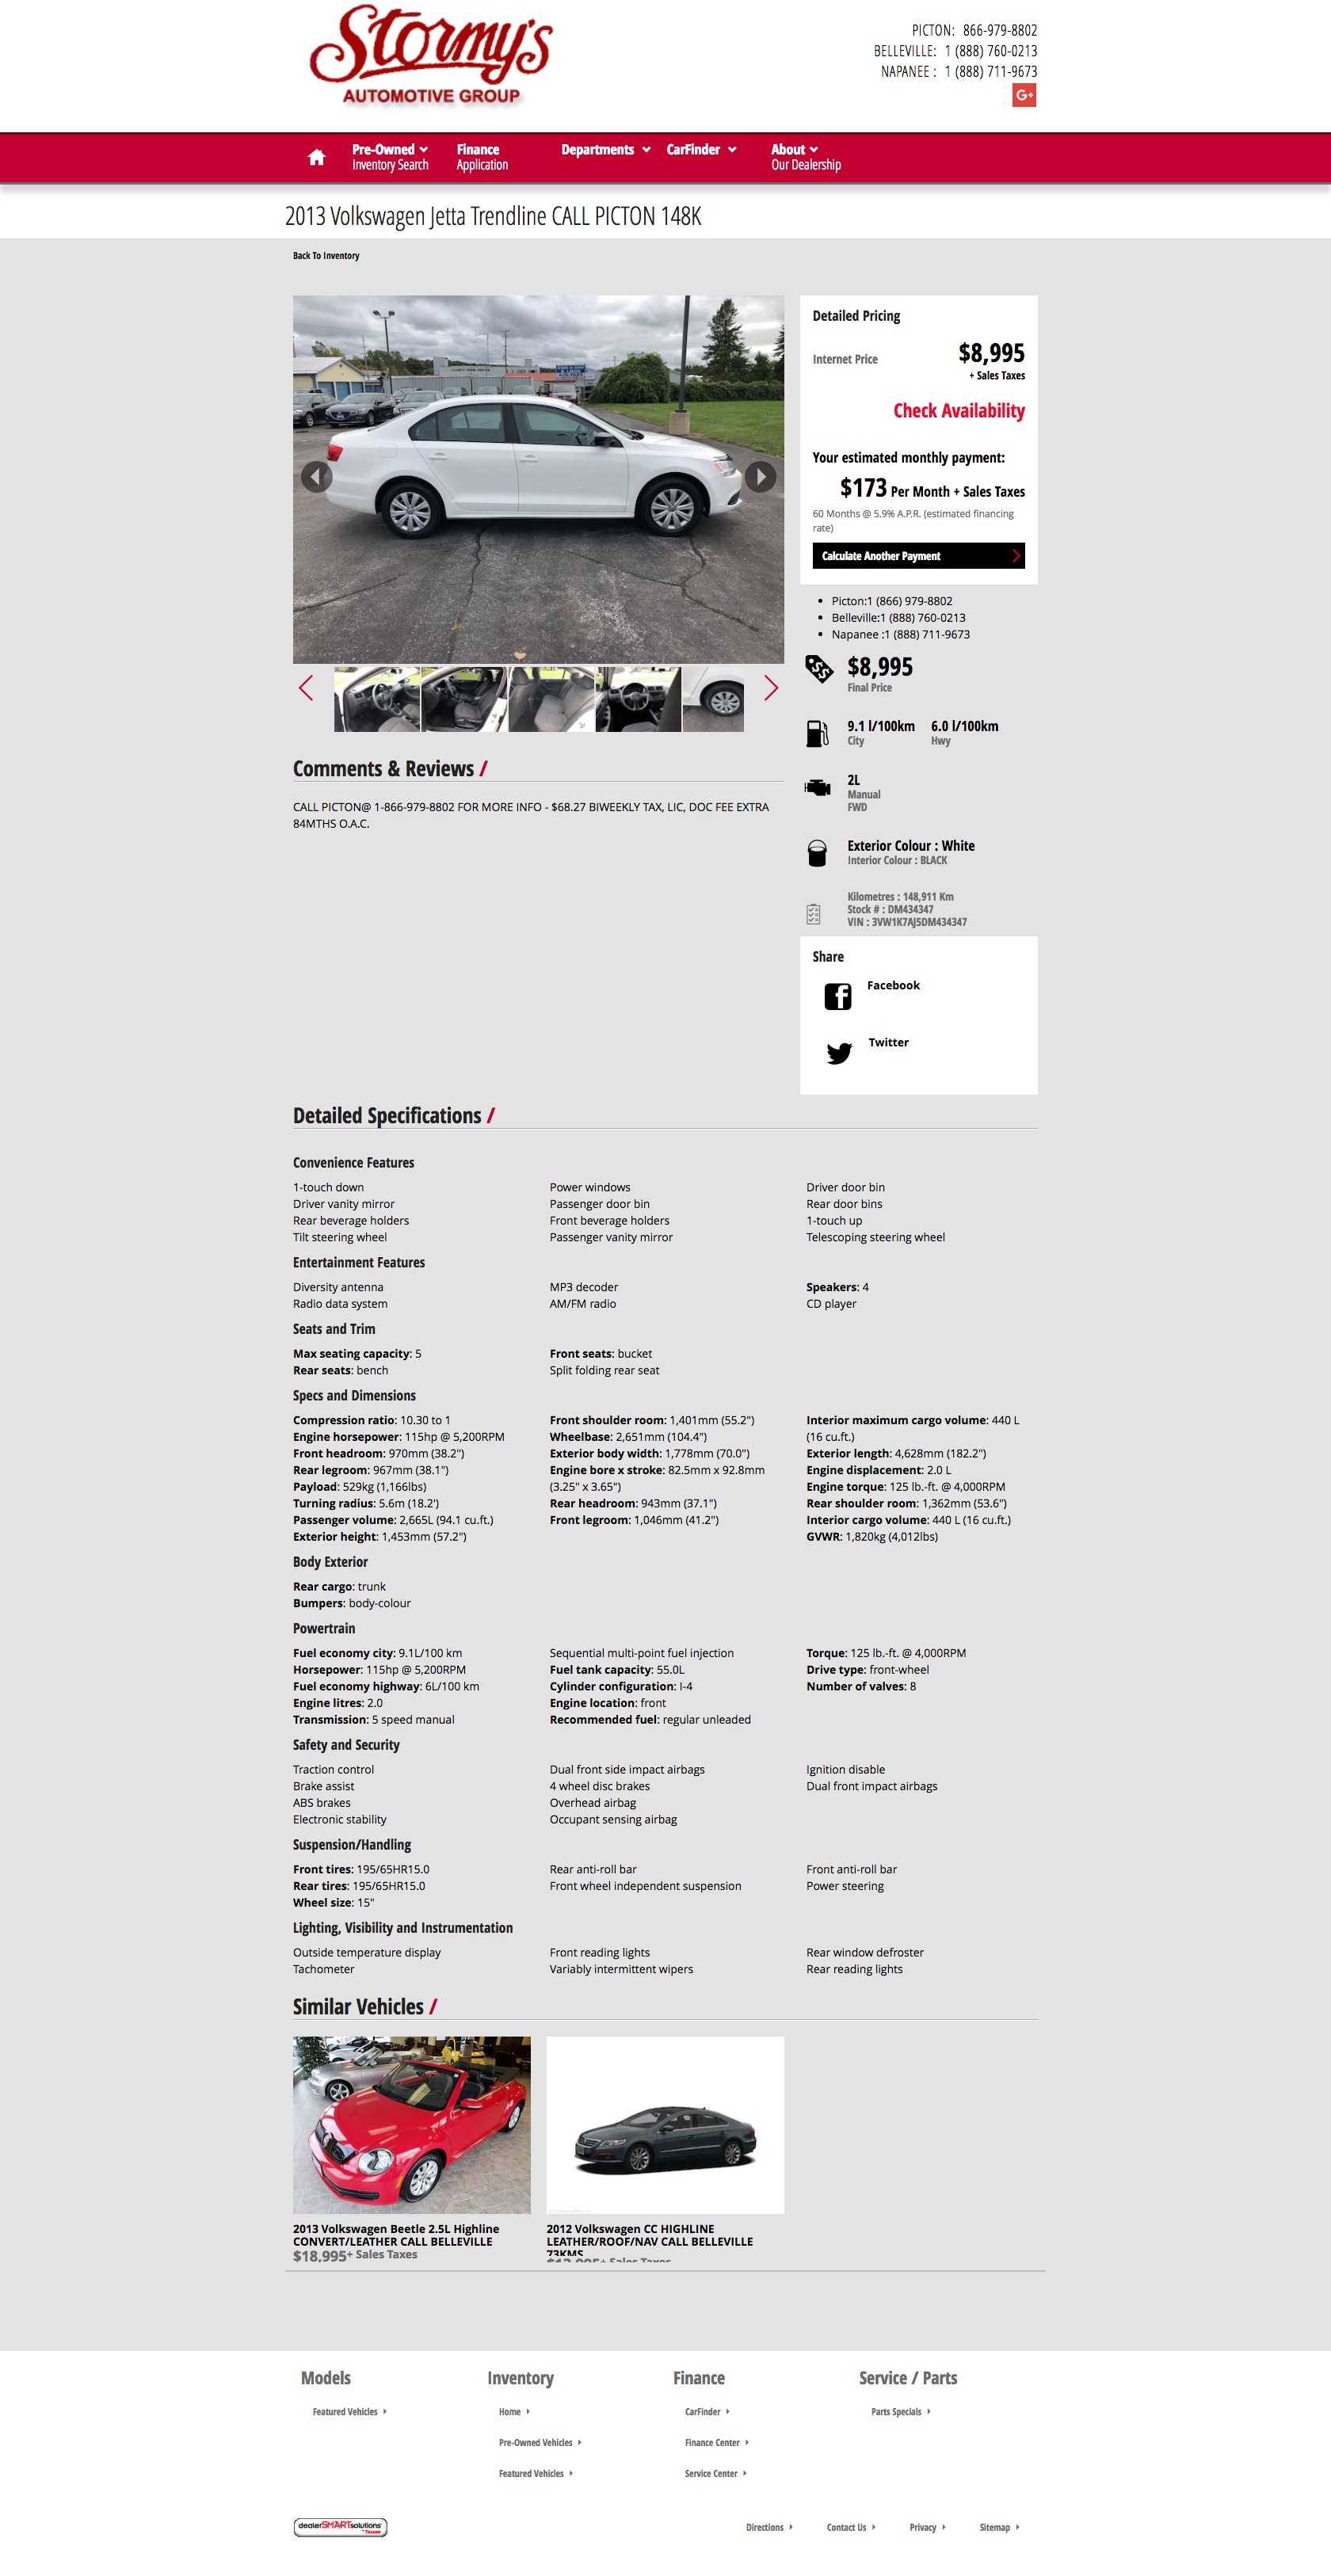 Stormy's
AUTOMOTIVE GROUP
PICTON: 866-979-8802
BELLEVILLE: 1 (888) 760-0213
NAPANEE : 1 (888) 711-9673
G+
Pre-Owned
Inventory Search
Finance
Application
Departments
CarFinder
About
Our Dealership
2013 Volkswagen Jetta Trendline CALL PICTON 148K
Back To Inventory
Detailed Pricing
Internet Price $8,995
+ Sales Taxes
Check Availability
Your estimated monthly payment:
$173 Per Month + Sales Taxes
60 Months @ 5.9% A.P.R. (estimated financing
rate)
Calculate Another Payment
• Picton:1 (866) 979-8802
• Belleville:1 (888) 760-0213
• Napanee :1 (888) 711-9673
$8,995
Final Price
9.1 l/100km 6.0 l/100km
City Hwy
2L
Manual
FWD
Exterior Colour : White
Interior Colour : BLACK
Kilometres : 148,911 Km
Stock # : DM434347
VIN : 3VW1K7AJ5DM434347
Share
Facebook
Twitter
Comments & Reviews /
CALL PICTON@ 1-866-979-8802 FOR MORE INFO - $68.27 BIWEEKLY TAX, LIC, DOC FEE EXTRA
84MTHS O.A.C.
Detailed Specifications /
Convenience Features
1-touch down Power windows Driver door bin
Driver vanity mirror Passenger door bin Rear door bins
Rear beverage holders Front beverage holders 1-touch up
Tilt steering wheel Passenger vanity mirror Telescoping steering wheel
Entertainment Features
Diversity antenna MP3 decoder Speakers: 4
Radio data system AM/FM radio CD player
Seats and Trim
Max seating capacity: 5 Front seats: bucket
Rear seats: bench Split folding rear seat
Specs and Dimensions
Compression ratio: 10.30 to 1
Engine horsepower: 115hp @ 5,200RPM
Front headroom: 970mm (38.2")
Rear legroom: 967mm (38.1")
Payload: 529kg (1,166lbs)
Turning radius: 5.6m (18.2')
Passenger volume: 2,665L (94.1 cu.ft.)
Exterior height: 1,453mm (57.2")
Front shoulder room: 1,401mm (55.2")
Wheelbase: 2,651mm (104.4")
Exterior body width: 1,778mm (70.0")
Engine bore x stroke: 82.5mm x 92.8mm
(3.25" x 3.65")
Rear headroom: 943mm (37.1")
Front legroom: 1,046mm (41.2")
Interior maximum cargo volume: 440 L
(16 cu.ft.)
Exterior length: 4,628mm (182.2")
Engine displacement: 2.0 L
Engine torque: 125 lb.-ft. @ 4,000RPM
Rear shoulder room: 1,362mm (53.6")
Interior cargo volume: 440 L (16 cu.ft.)
GVWR: 1,820kg (4,012lbs)
Body Exterior
Rear cargo: trunk
Bumpers: body-colour
Powertrain
Fuel economy city: 9.1L/100 km
Horsepower: 115hp @ 5,200RPM
Fuel economy highway: 6L/100 km
Engine litres: 2.0
Transmission: 5 speed manual
Sequential multi-point fuel injection
Fuel tank capacity: 55.0L
Cylinder configuration: I-4
Engine location: front
Recommended fuel: regular unleaded
Torque: 125 lb.-ft. @ 4,000RPM
Drive type: front-wheel
Number of valves: 8
Safety and Security
Traction control
Brake assist
ABS brakes
Electronic stability
Dual front side impact airbags
4 wheel disc brakes
Overhead airbag
Occupant sensing airbag
Ignition disable
Dual front impact airbags
Suspension/Handling
Front tires: 195/65HR15.0
Rear tires: 195/65HR15.0
Wheel size: 15"
Rear anti-roll bar
Front wheel independent suspension
Front anti-roll bar
Power steering
Lighting, Visibility and Instrumentation
Outside temperature display Front reading lights Rear window defroster
Tachometer Variably intermittent wipers Rear reading lights
Similar Vehicles /
2013 Volkswagen Beetle 2.5L Highline
CONVERT/LEATHER CALL BELLEVILLE
$18,995+ Sales Taxes
2012 Volkswagen CC HIGHLINE
LEATHER/ROOF/NAV CALL BELLEVILLE
73KMS
+ Sales Taxes
Models
Featured Vehicles
Inventory
Home
Pre-Owned Vehicles
Featured Vehicles
Finance
CarFinder
Finance Center
Service Center
Service / Parts
Parts Specials
dealerSMARTsolutions
Directions Contact Us Privacy Sitemap